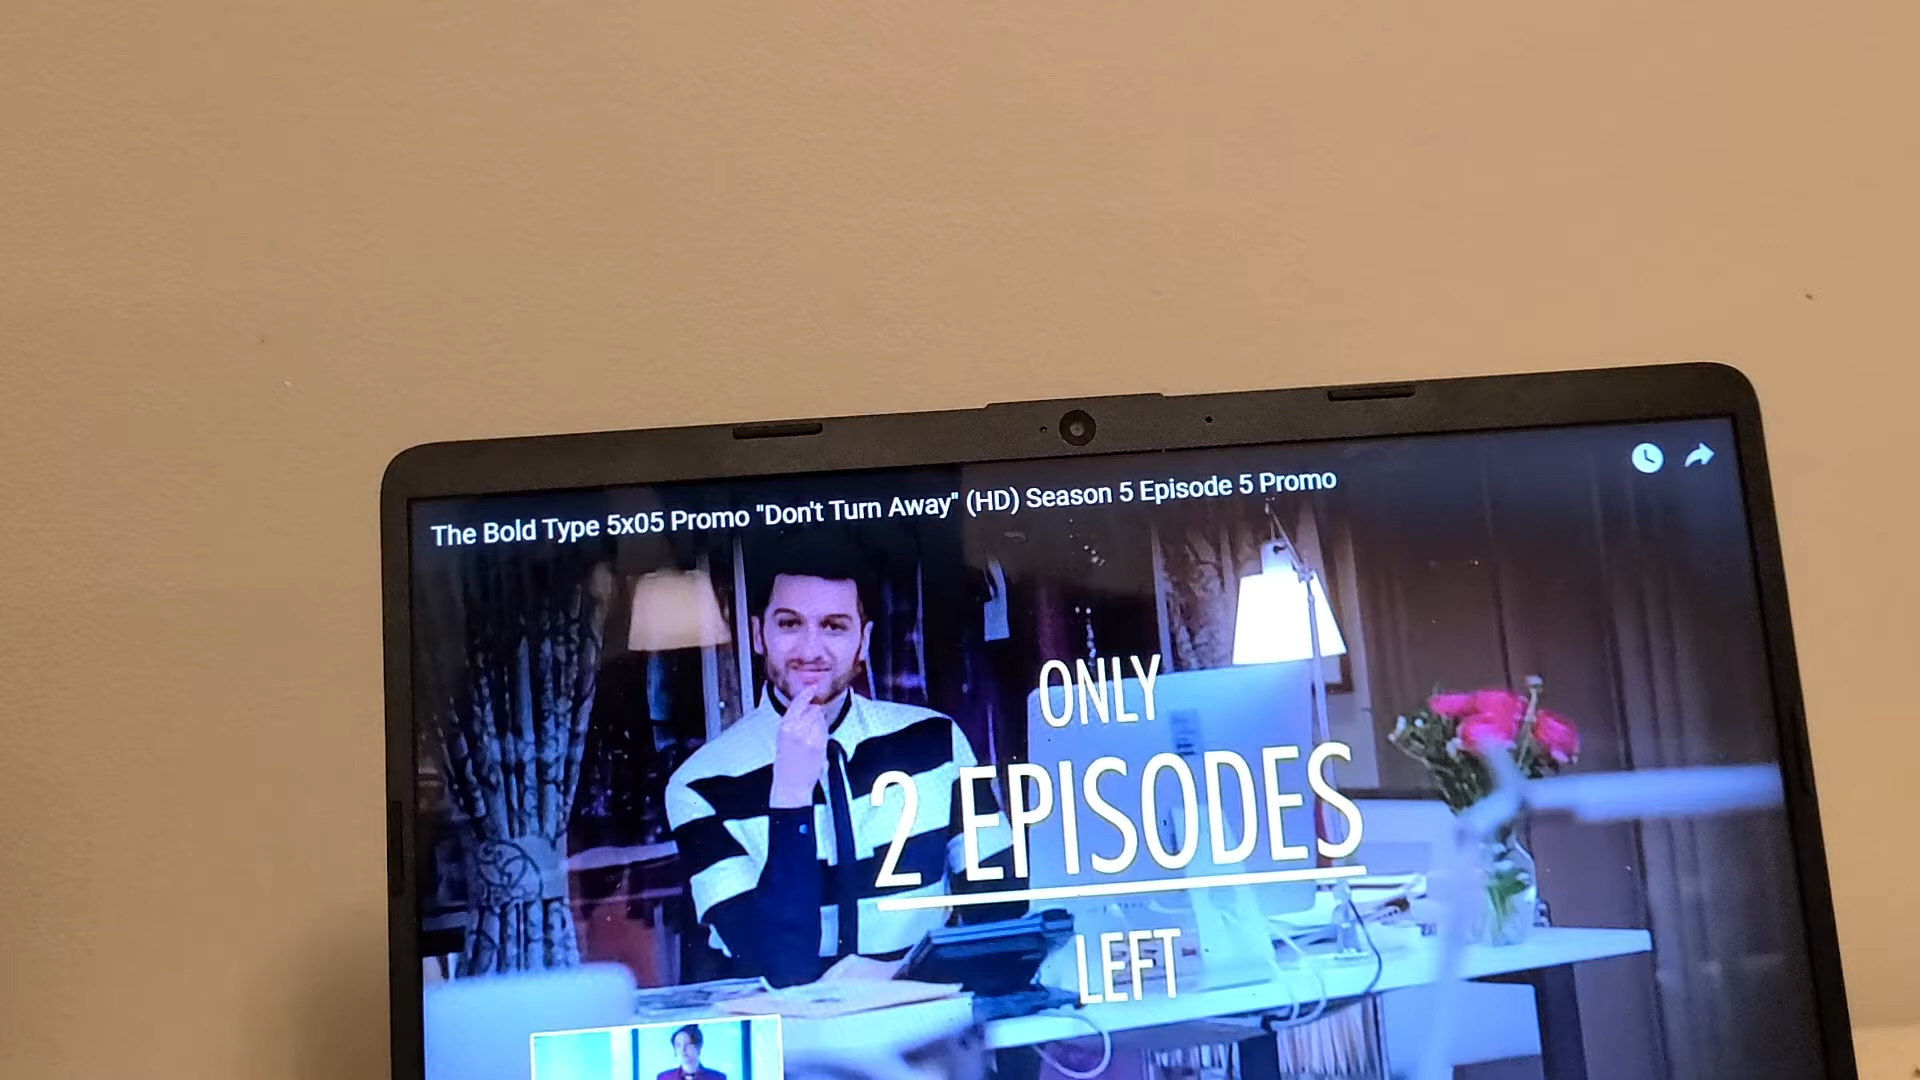 The Bold Type 5x05 Promo "Don't Turn Away" (HD) Season 5 Episode 5 Promo
ONLY
2 EPISODES
LEFT